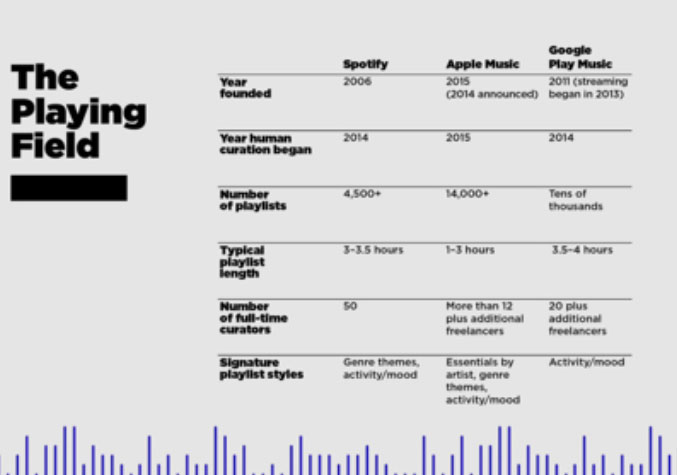 The
Playing
Field
Spotify
Apple Music
Google
Play Music
Year
founded
2006
2015
(2014 announced)
2011 (streaming
began in 2013)
Year human
curation began
2014
2015
2014
Number
of playlists
4,500+
14,000+
Tens of
thousands
Typical
playlist
length
3–3.5 hours
1–3 hours
3.5–4 hours
Number
of full-time
curators
50
More than 12
plus additional
freelancers
20 plus
additional
freelancers
Signature
playlist styles
Genre themes,
activity/mood
Essentials by
artist, genre
themes,
activity/mood
Activity/mood